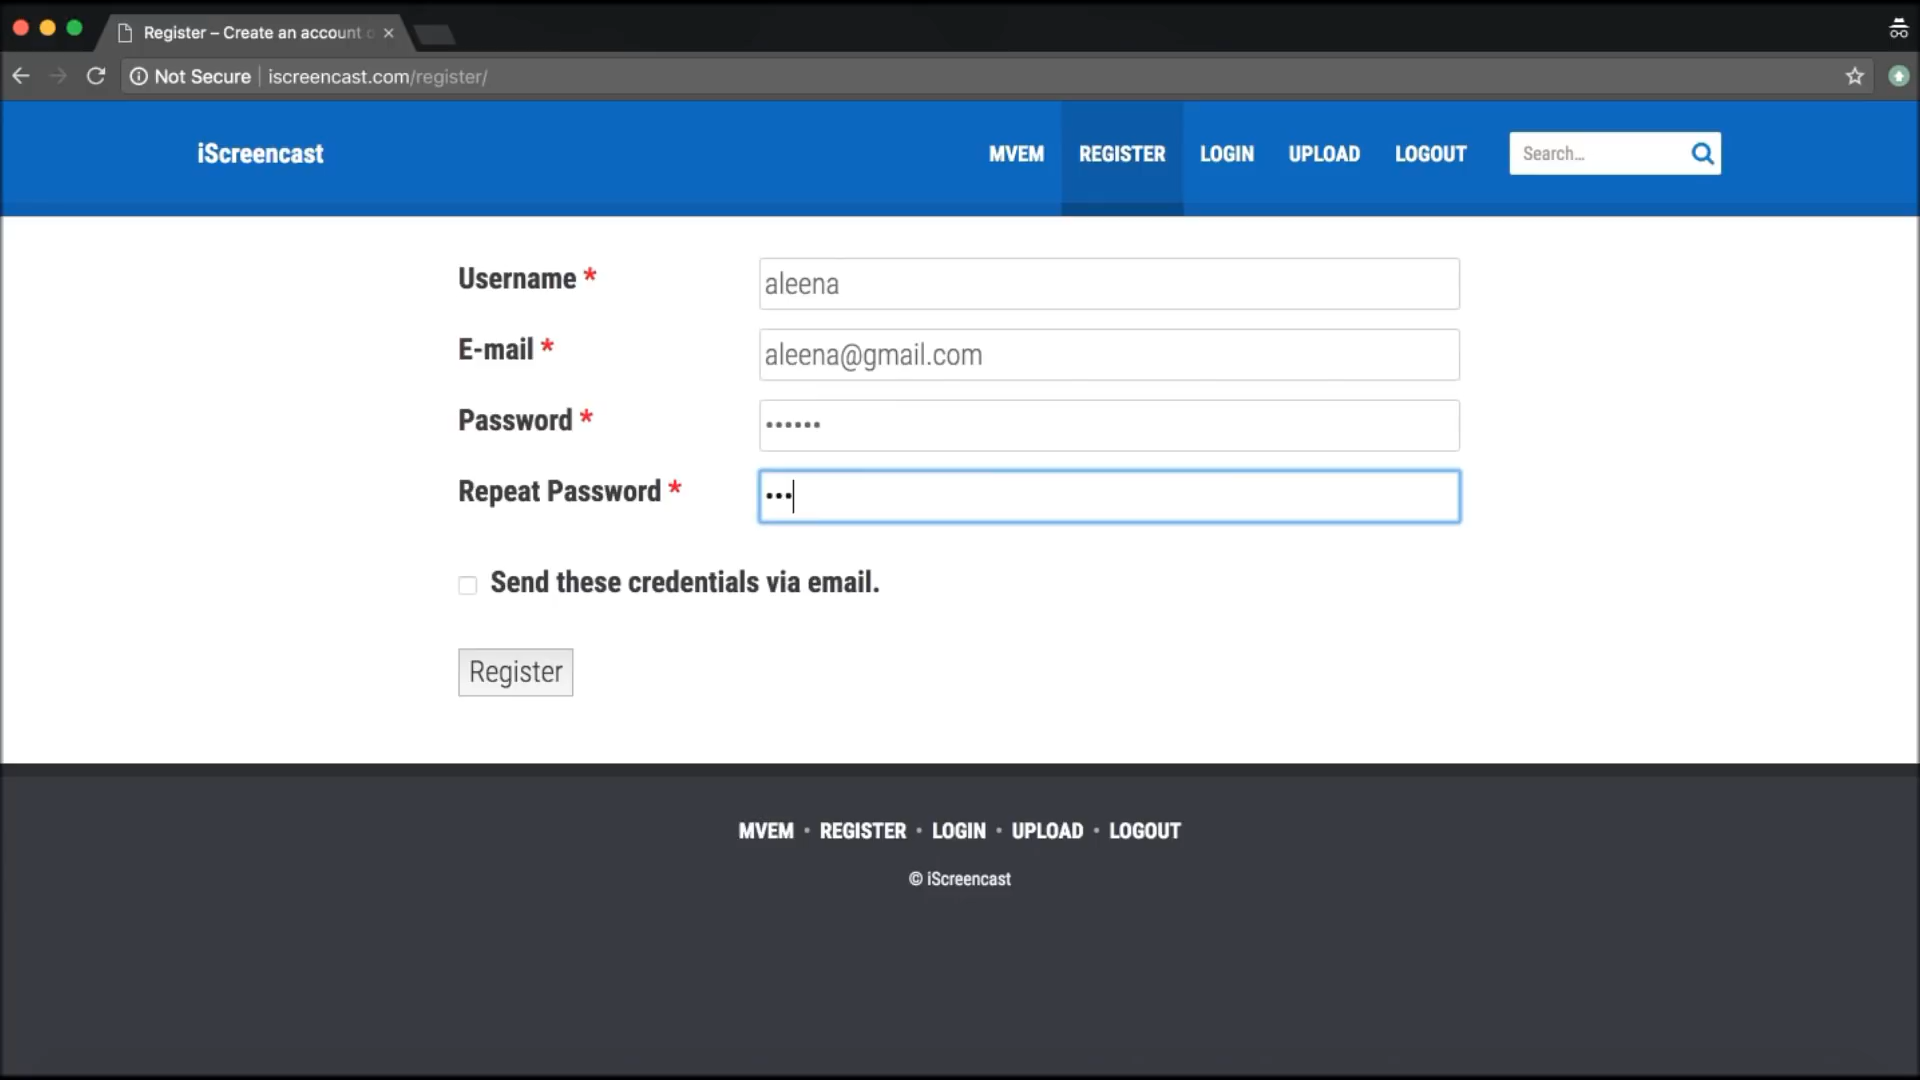 Register – Create an account
Not Secure iscreencast.com/register/
iScreencast MVEM REGISTER LOGIN UPLOAD LOGOUT Search...
Username * aleena
E-mail * aleena@gmail.com
Password * ••••••
Repeat Password * •••
Send these credentials via email.
Register
MVEM • REGISTER • LOGIN • UPLOAD • LOGOUT
© iScreencast